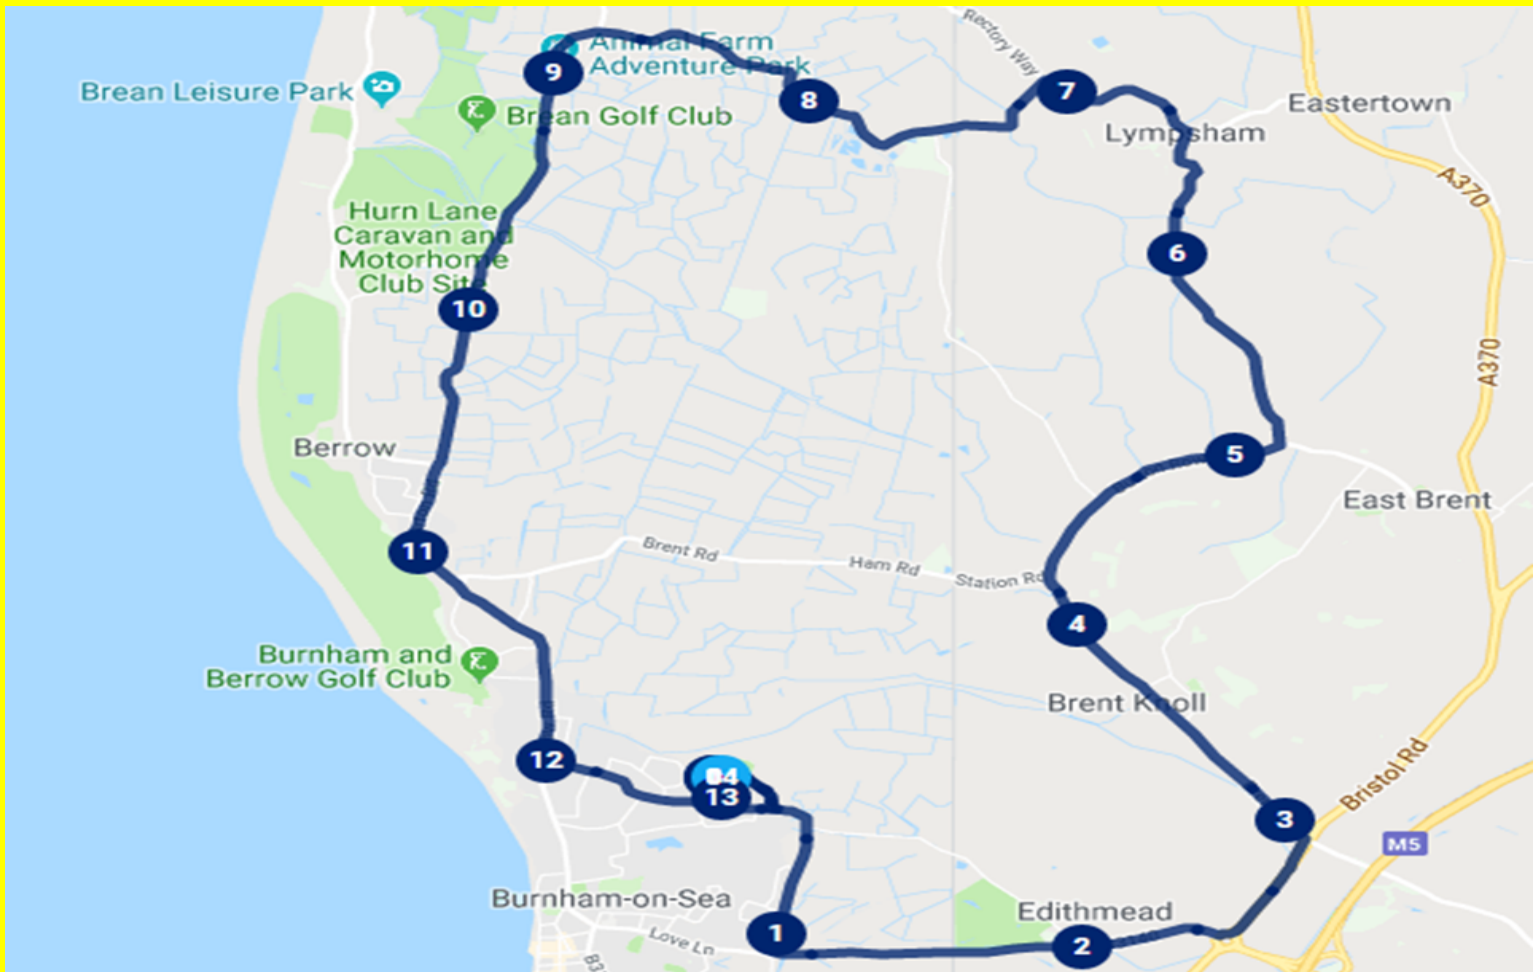 Rectory Way
Animal Farm
Adventure Park
9
Brean Leisure Park
8
7
Eastertown
Brean Golf Club
Lympsham
A370
Hurn Lane
Caravan and
Motorhome
Club Site
6
10
A370
Berrow
5
East Brent
11
Brent Rd
Ham Rd
Station Rd
4
Burnham and
Berrow Golf Club
Brent Knoll
12
13
Bristol Rd
3
M5
Burnham-on-Sea
Edithmead
1
Love Ln
2